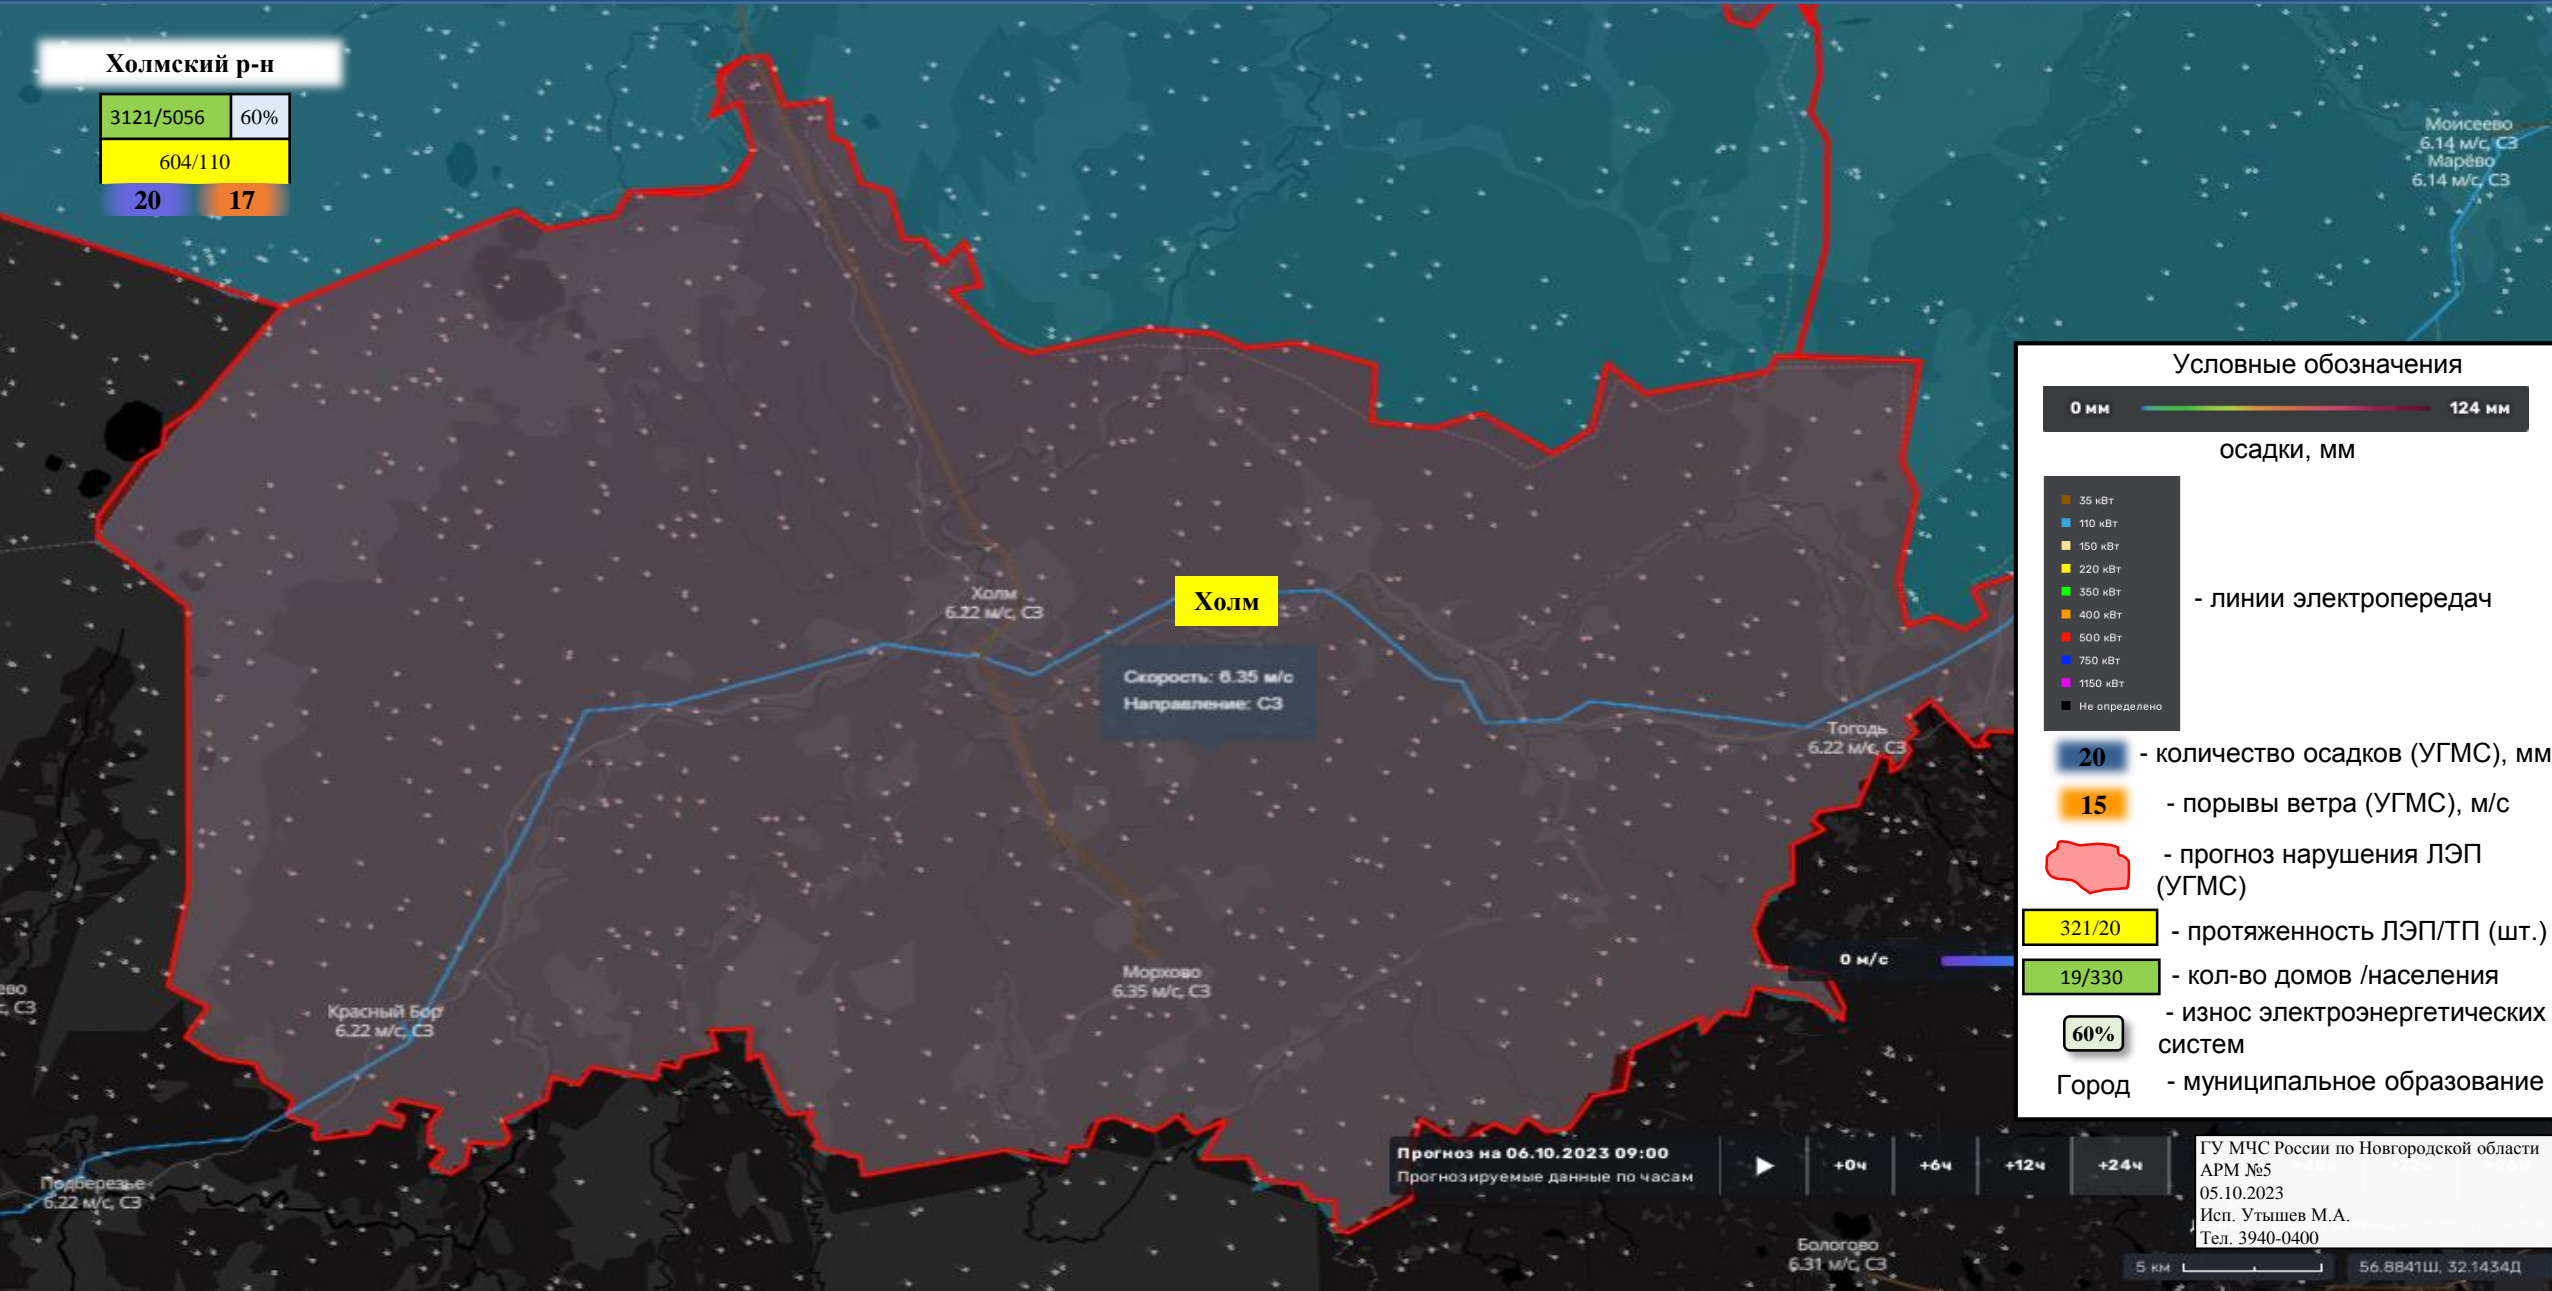 Холмский р-н
3121/5056 60%
604/110
20 17
Моисеево
6.14 м/с, СЗ
Марёво
6.14 м/с, СЗ
Условные обозначения
0 мм 124 мм
осадки, мм
35 кВт
110 кВт
150 кВт
220 кВт
350 кВт
400 кВт
500 кВт
750 кВт
1150 кВт
Не определено
- линии электропередач
20 - количество осадков (УГМС), мм
15 - порывы ветра (УГМС), м/с
- прогноз нарушения ЛЭП
(УГМС)
321/20 - протяженность ЛЭП/ТП (шт.)
19/330 - кол-во домов /населения
60% - износ электроэнергетических
систем
Город - муниципальное образование
Холм
6.22 м/с, СЗ
Холм
Скорость: 6.35 м/с
Направление: СЗ
Тогодь
6.22 м/с, СЗ
0 м/с
Морхово
6.35 м/с, СЗ
Красный Бор
6.22 м/с, СЗ
Подберезье
6.22 м/с, СЗ
Прогноз на 06.10.2023 09:00
Прогнозируемые данные по часам
+0ч +6ч +12ч +24ч
ГУ МЧС России по Новгородской области
АРМ №5
05.10.2023
Исп. Утышев М.А.
Тел. 3940-0400
Бологово
6.31 м/с, СЗ
5 км
56.8841Ш, 32.1434Д